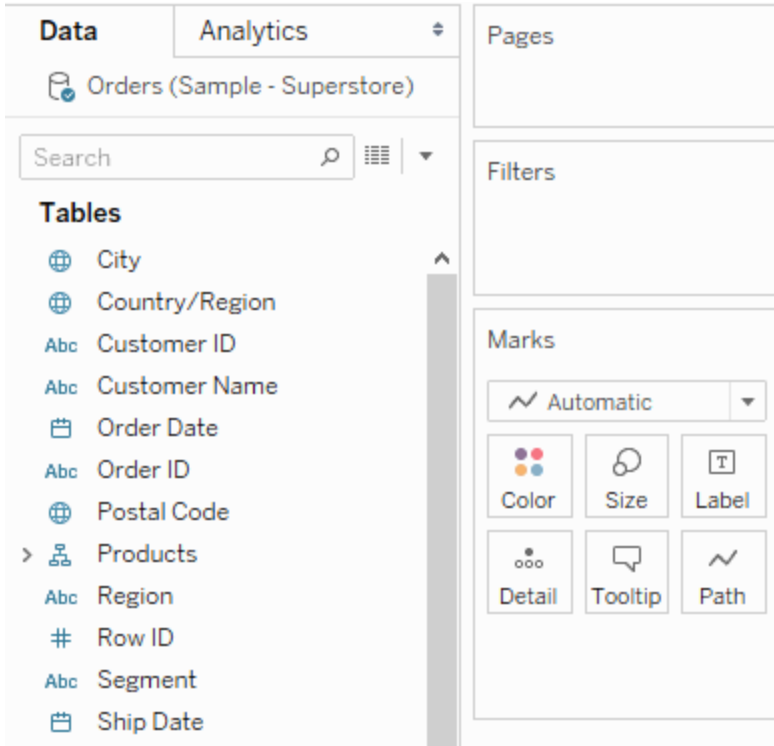 Data
Analytics
Orders (Sample - Superstore)
Search
Tables
City
Country/Region
Abc Customer ID
Abc Customer Name
Order Date
Abc Order ID
Postal Code
Products
Abc Region
# Row ID
Abc Segment
Ship Date
Pages
Filters
Marks
Automatic
Color Size T Label
Detail Tooltip Path